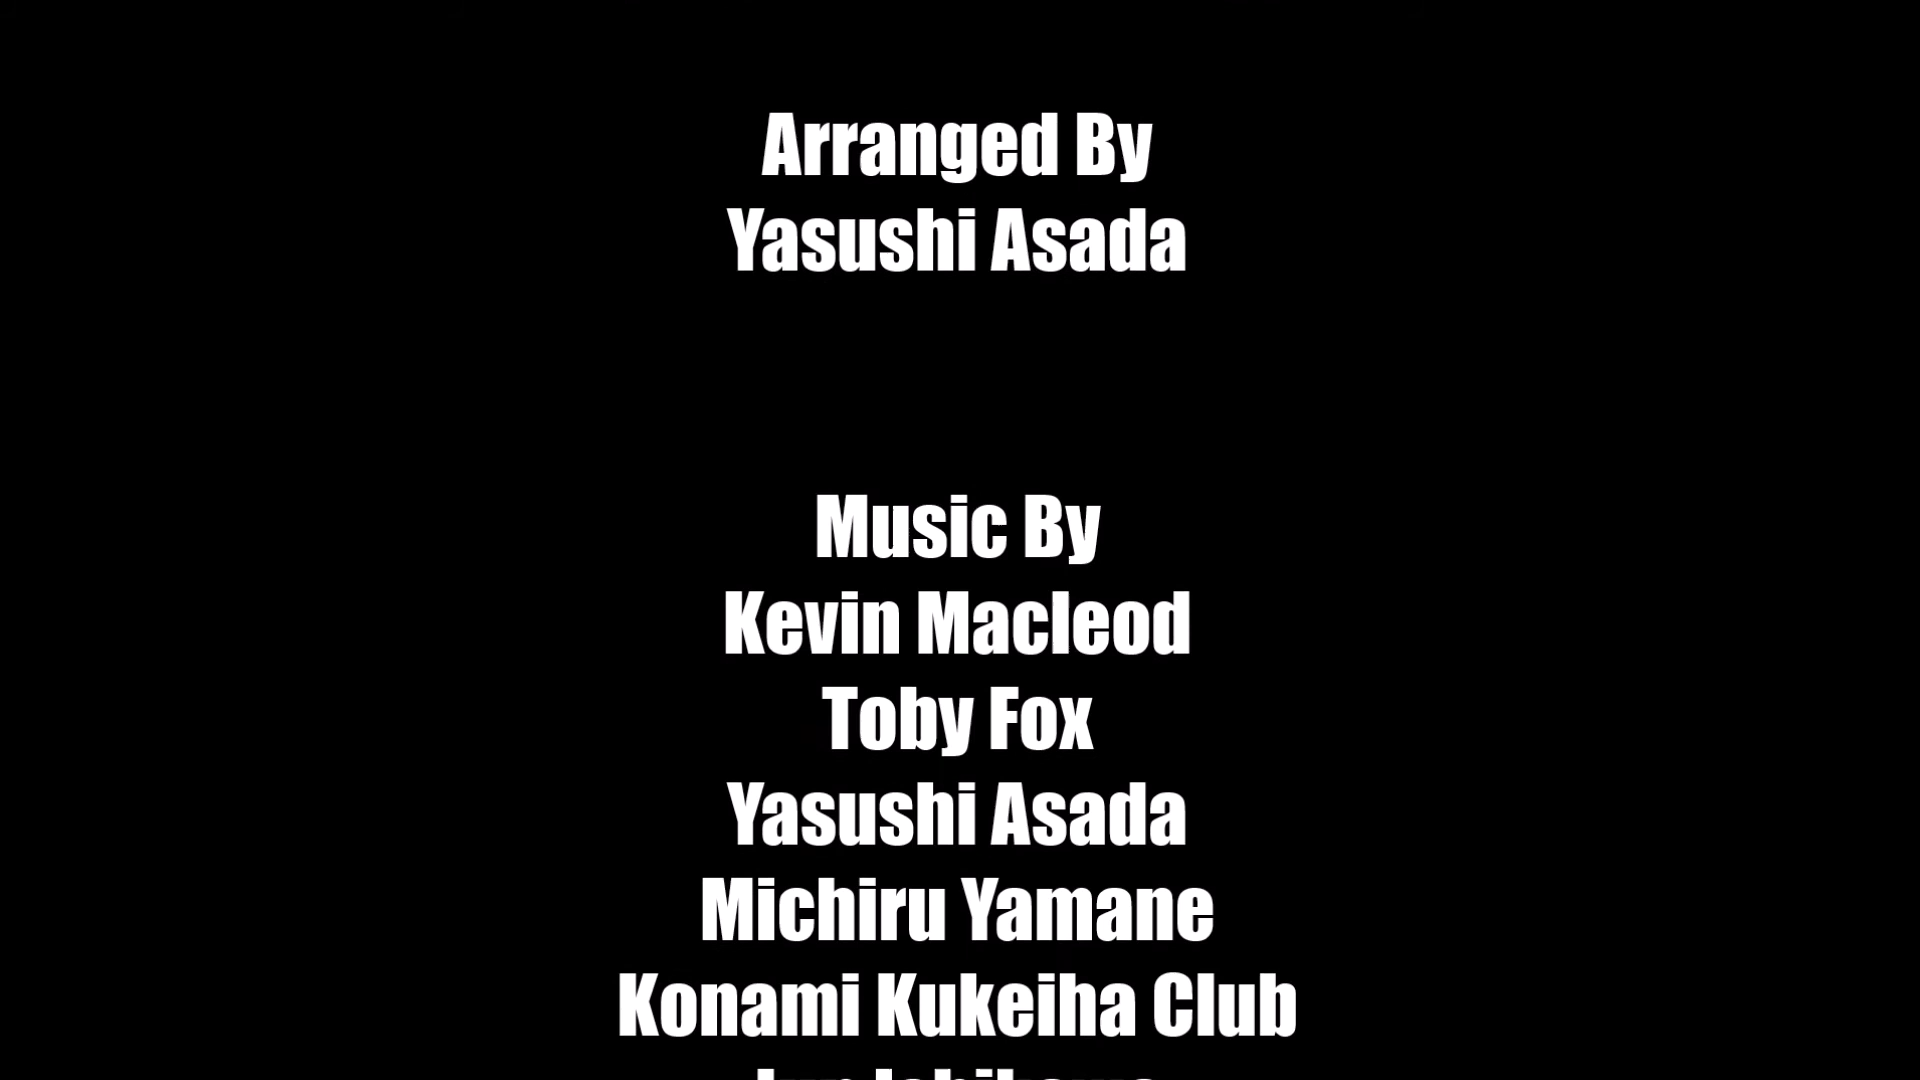 Arranged By
Yasushi Asada
Music By
Kevin Macleod
Toby Fox
Yasushi Asada
Michiru Yamane
Konami Kukeiha Club